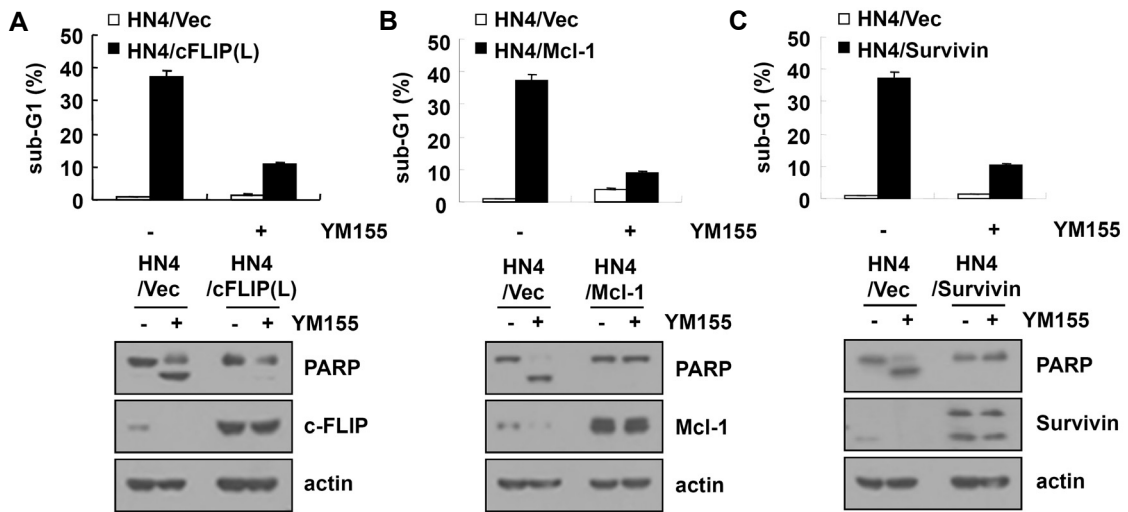 A
HN4/Vec
HN4/cFLIP(L)
sub-G1 (%)
50
40
30
20
10
0
- + YM155
HN4 HN4
/Vec /cFLIP(L)
- + - + YM155
PARP
c-FLIP
actin
B
HN4/Vec
HN4/Mcl-1
sub-G1 (%)
50
40
30
20
10
0
- + YM155
HN4 HN4
/Vec /Mcl-1
- + - + YM155
PARP
Mcl-1
actin
C
HN4/Vec
HN4/Survivin
sub-G1 (%)
50
40
30
20
10
0
- + YM155
HN4 HN4
/Vec /Survivin
- + - + YM155
PARP
Survivin
actin